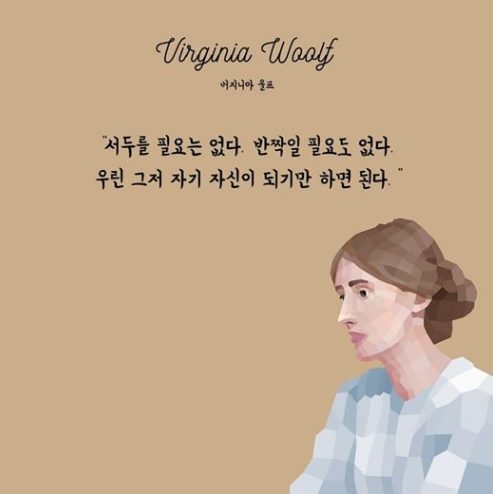 Virginia Woolf
버지니아 울프
"서두를 필요는 없다. 반짝일 필요도 없다.
우린 그저 자기 자신이 되기만 하면 된다. "